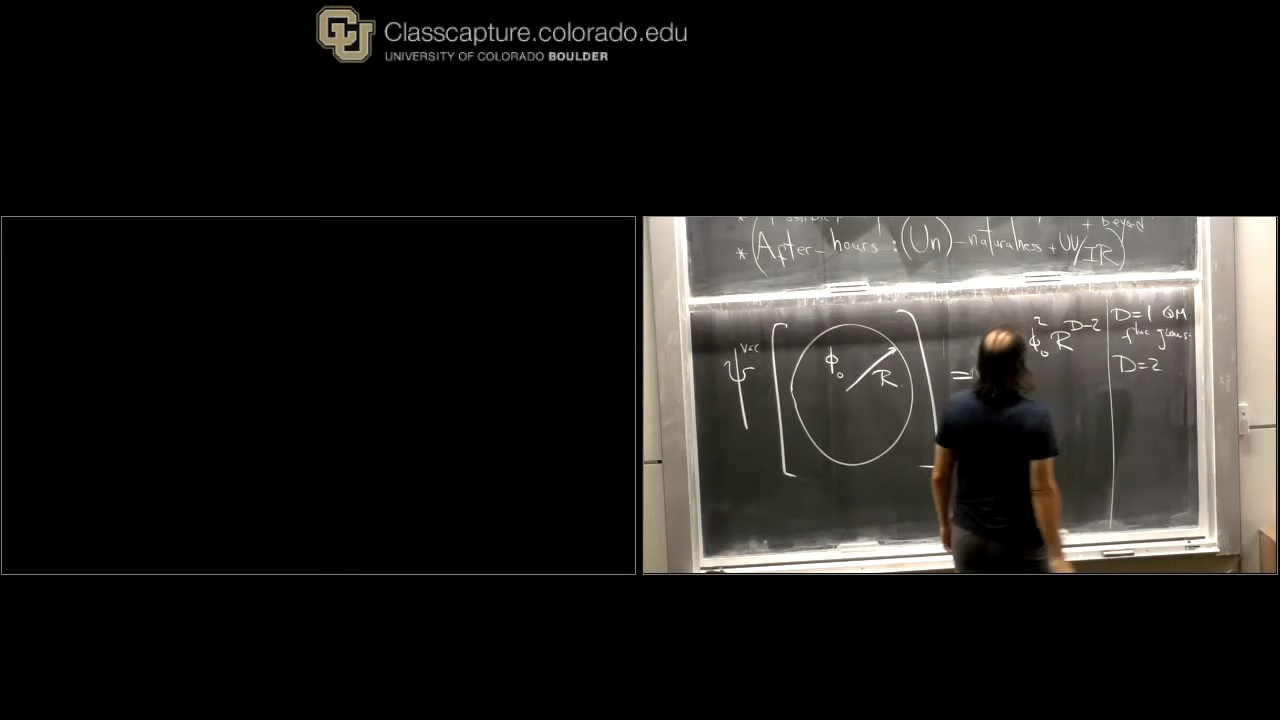 Classcapture.colorado.edu
UNIVERSITY OF COLORADO BOULDER
+ beyond
* (After-hours: (Un)-naturalness + UV/IR)
ψ^vac [ ϕ₀ R ] =
ϕ₀² R^{D-2}
D=1 QM
D=2